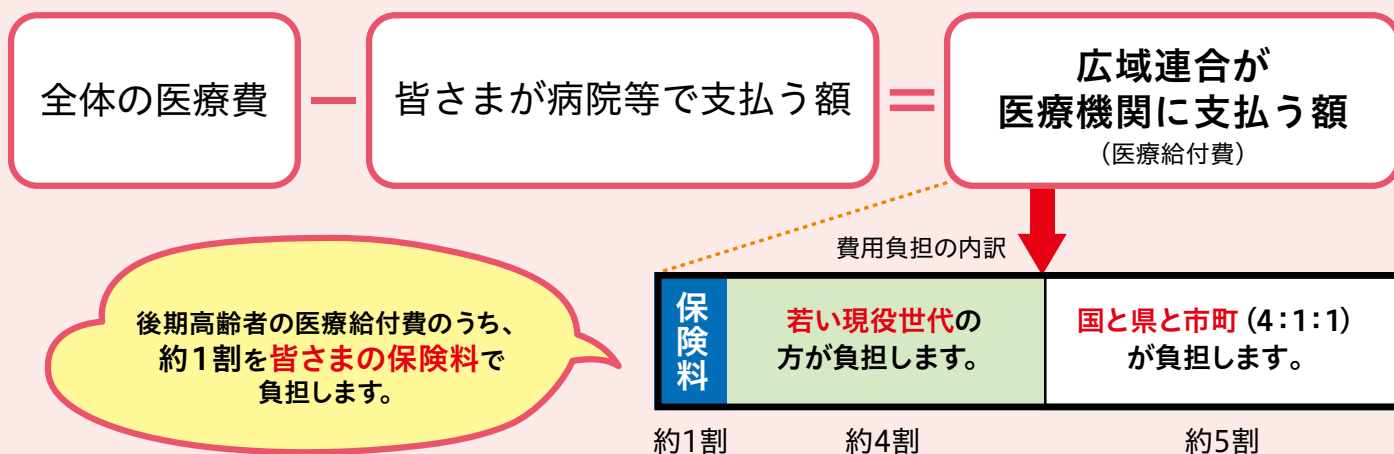 全体の医療費
−
皆さまが病院等で支払う額
=
広域連合が
医療機関に支払う額
(医療給付費)
費用負担の内訳
後期高齢者の医療給付費のうち、
約1割を皆さまの保険料で
負担します。
保険料
若い現役世代の
方が負担します。
国と県と市町(4:1:1)
が負担します。
約1割
約4割
約5割